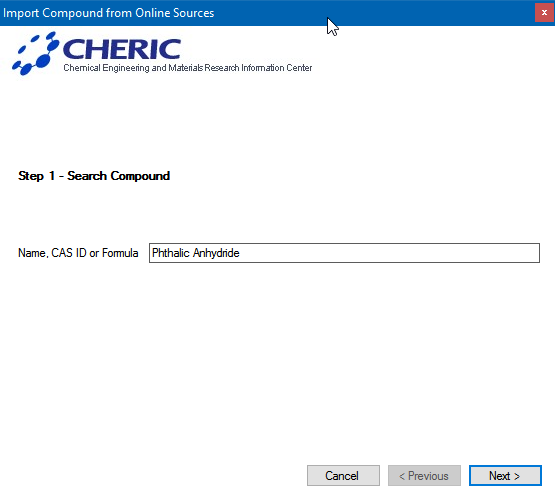 Import Compound from Online Sources
x
CHERIC
Chemical Engineering and Materials Research Information Center
Step 1 - Search Compound
Name, CAS ID or Formula Phthalic Anhydride
Cancel < Previous Next >